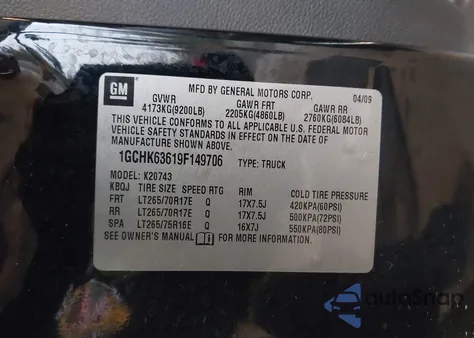 GM
MFD BY GENERAL MOTORS CORP. 04/09
GVWR GAWR FRT GAWR RR
4173KG(9200LB) 2205KG(4860LB) 2760KG(6084LB)
THIS VEHICLE CONFORMS TO ALL APPLICABLE U.S. FEDERAL MOTOR
VEHICLE SAFETY STANDARDS IN EFFECT ON THE DATE
OF MANUFACTURE SHOWN ABOVE.
1GCHK63619F149706 TYPE: TRUCK
MODEL: K20743
KBQJ TIRE SIZE SPEED RTG RIM COLD TIRE PRESSURE
FRT LT265/70R17E Q 17X7.5J 420KPA(60PSI)
RR LT265/70R17E Q 17X7.5J 500KPA(72PSI)
SPA LT265/75R16E Q 16X7J 550KPA(80PSI)
SEE OWNER'S MANUAL FOR MORE INFORMATION.
autoSnap